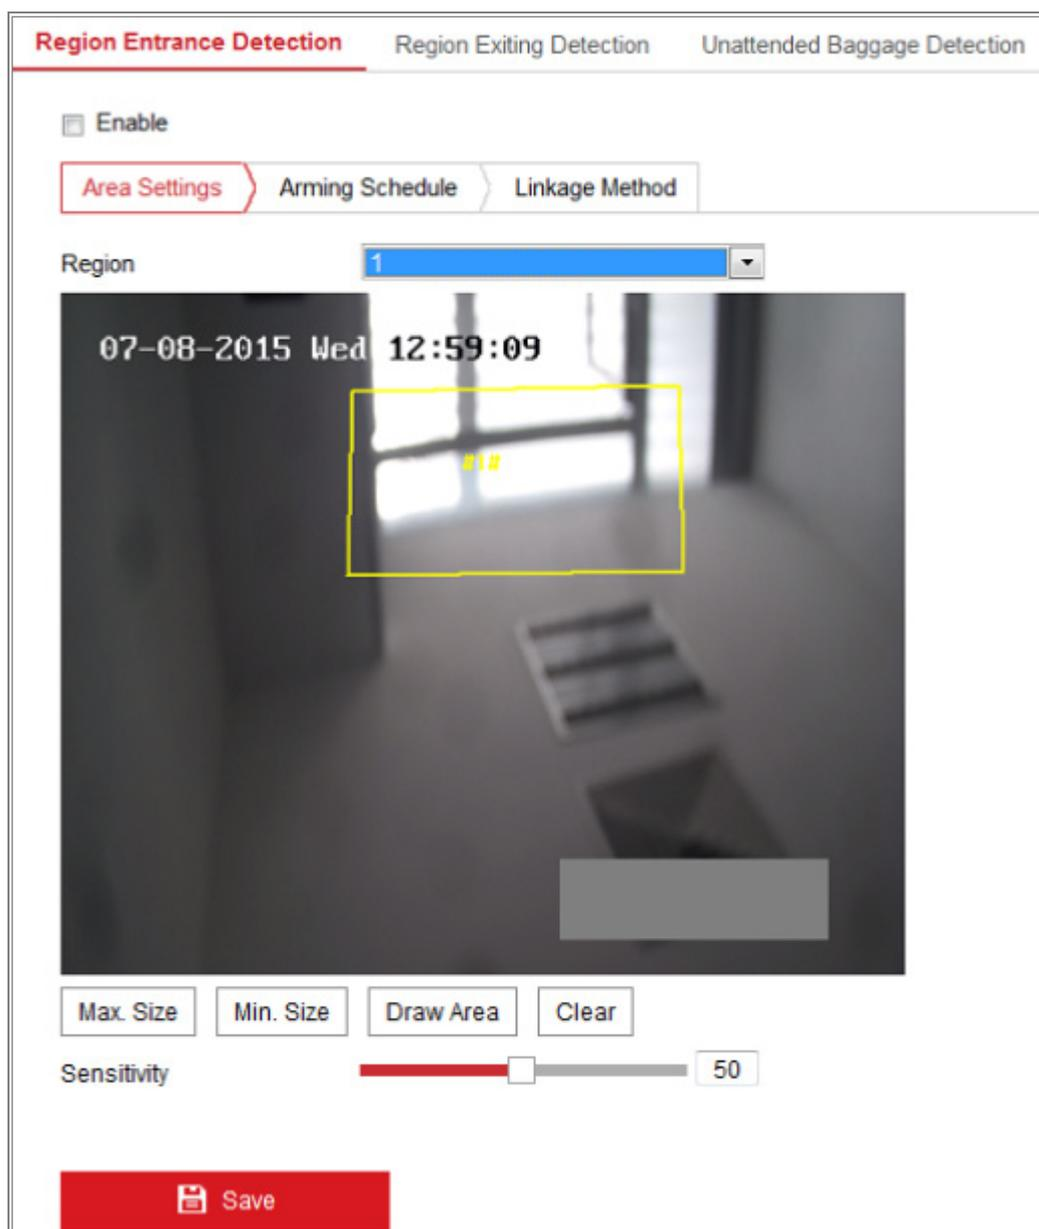 Region Entrance Detection Region Exiting Detection Unattended Baggage Detection
Enable
Area Settings Arming Schedule Linkage Method
Region 1
07-08-2015 Wed 12:59:09
#1#
Max. Size Min. Size Draw Area Clear
Sensitivity 50
Save